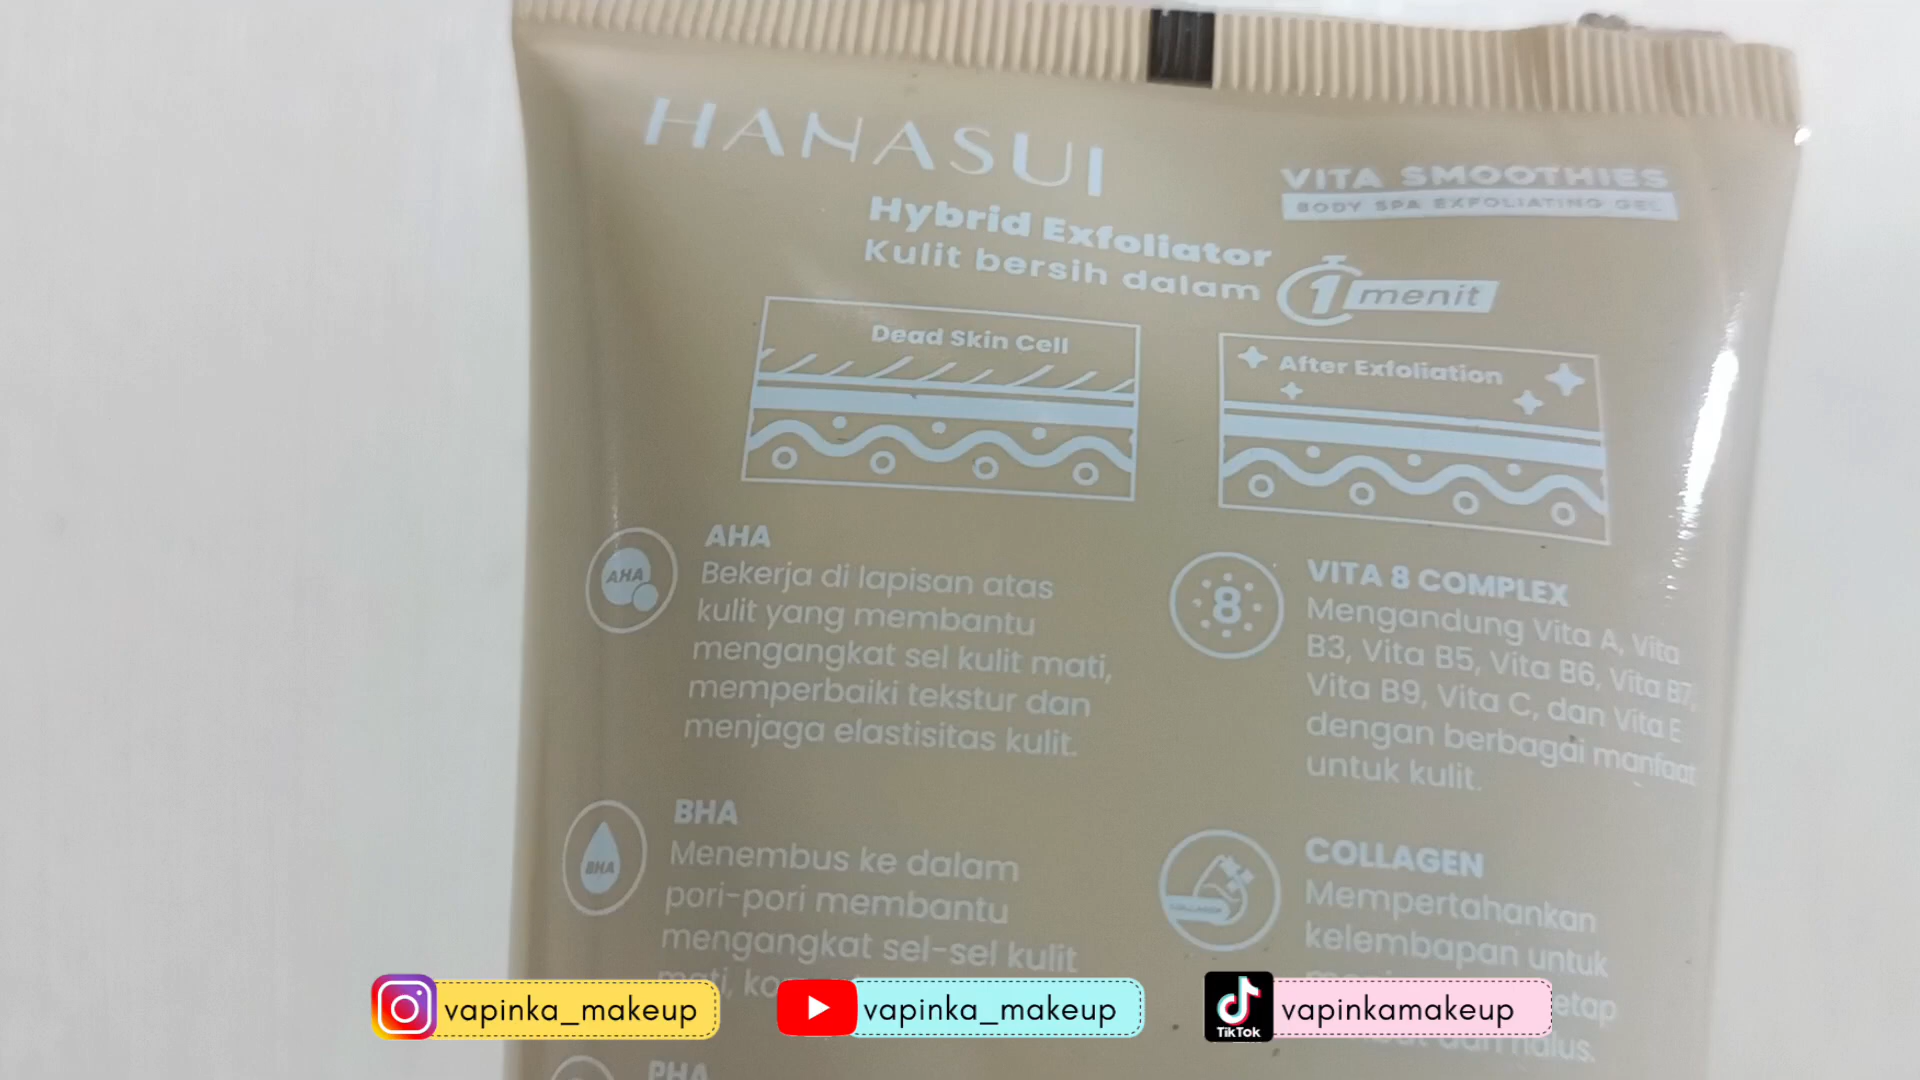 HANASUI
VITA SMOOTHIES
BODY SPA EXFOLIATING GEL
Hybrid Exfoliator
Kulit bersih dalam
1 menit
Dead Skin Cell
After Exfoliation
AHA
AHA
Bekerja di lapisan atas
kulit yang membantu
mengangkat sel kulit mati,
memperbaiki tekstur dan
menjaga elastisitas kulit.
8
VITA 8 COMPLEX
Mengandung Vita A, Vita
B3, Vita B5, Vita B6, Vita B7,
Vita B9, Vita C, dan Vita E
dengan berbagai manfaat
untuk kulit.
BHA
BHA
Menembus ke dalam
pori-pori membantu
mengangkat sel-sel kulit
mati,
COLLAGEN
Mempertahankan
kelembapan untuk
dan halus.
PHA
vapinka_makeup
vapinka_makeup
TikTok
vapinkamakeup